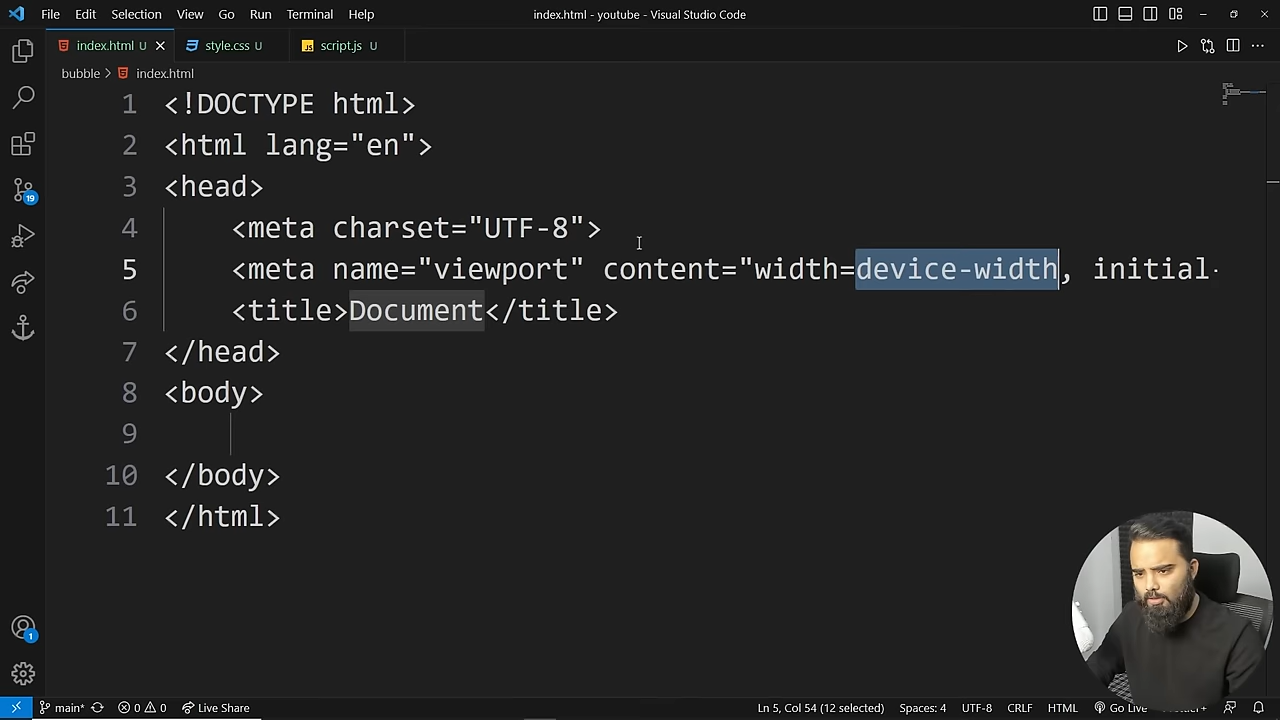 File Edit Selection View Go Run Terminal Help
index.html - youtube - Visual Studio Code
index.html U style.css U JS script.js U
bubble > index.html
1 <!DOCTYPE html>
2 <html lang="en">
3 <head>
4 <meta charset="UTF-8">
5 <meta name="viewport" content="width=device-width, initial-
6 <title>Document</title>
7 </head>
8 <body>
9
10 </body>
11 </html>
19
1
main* 0 0 Live Share
Ln 5, Col 54 (12 selected) Spaces: 4 UTF-8 CRLF HTML Go Live